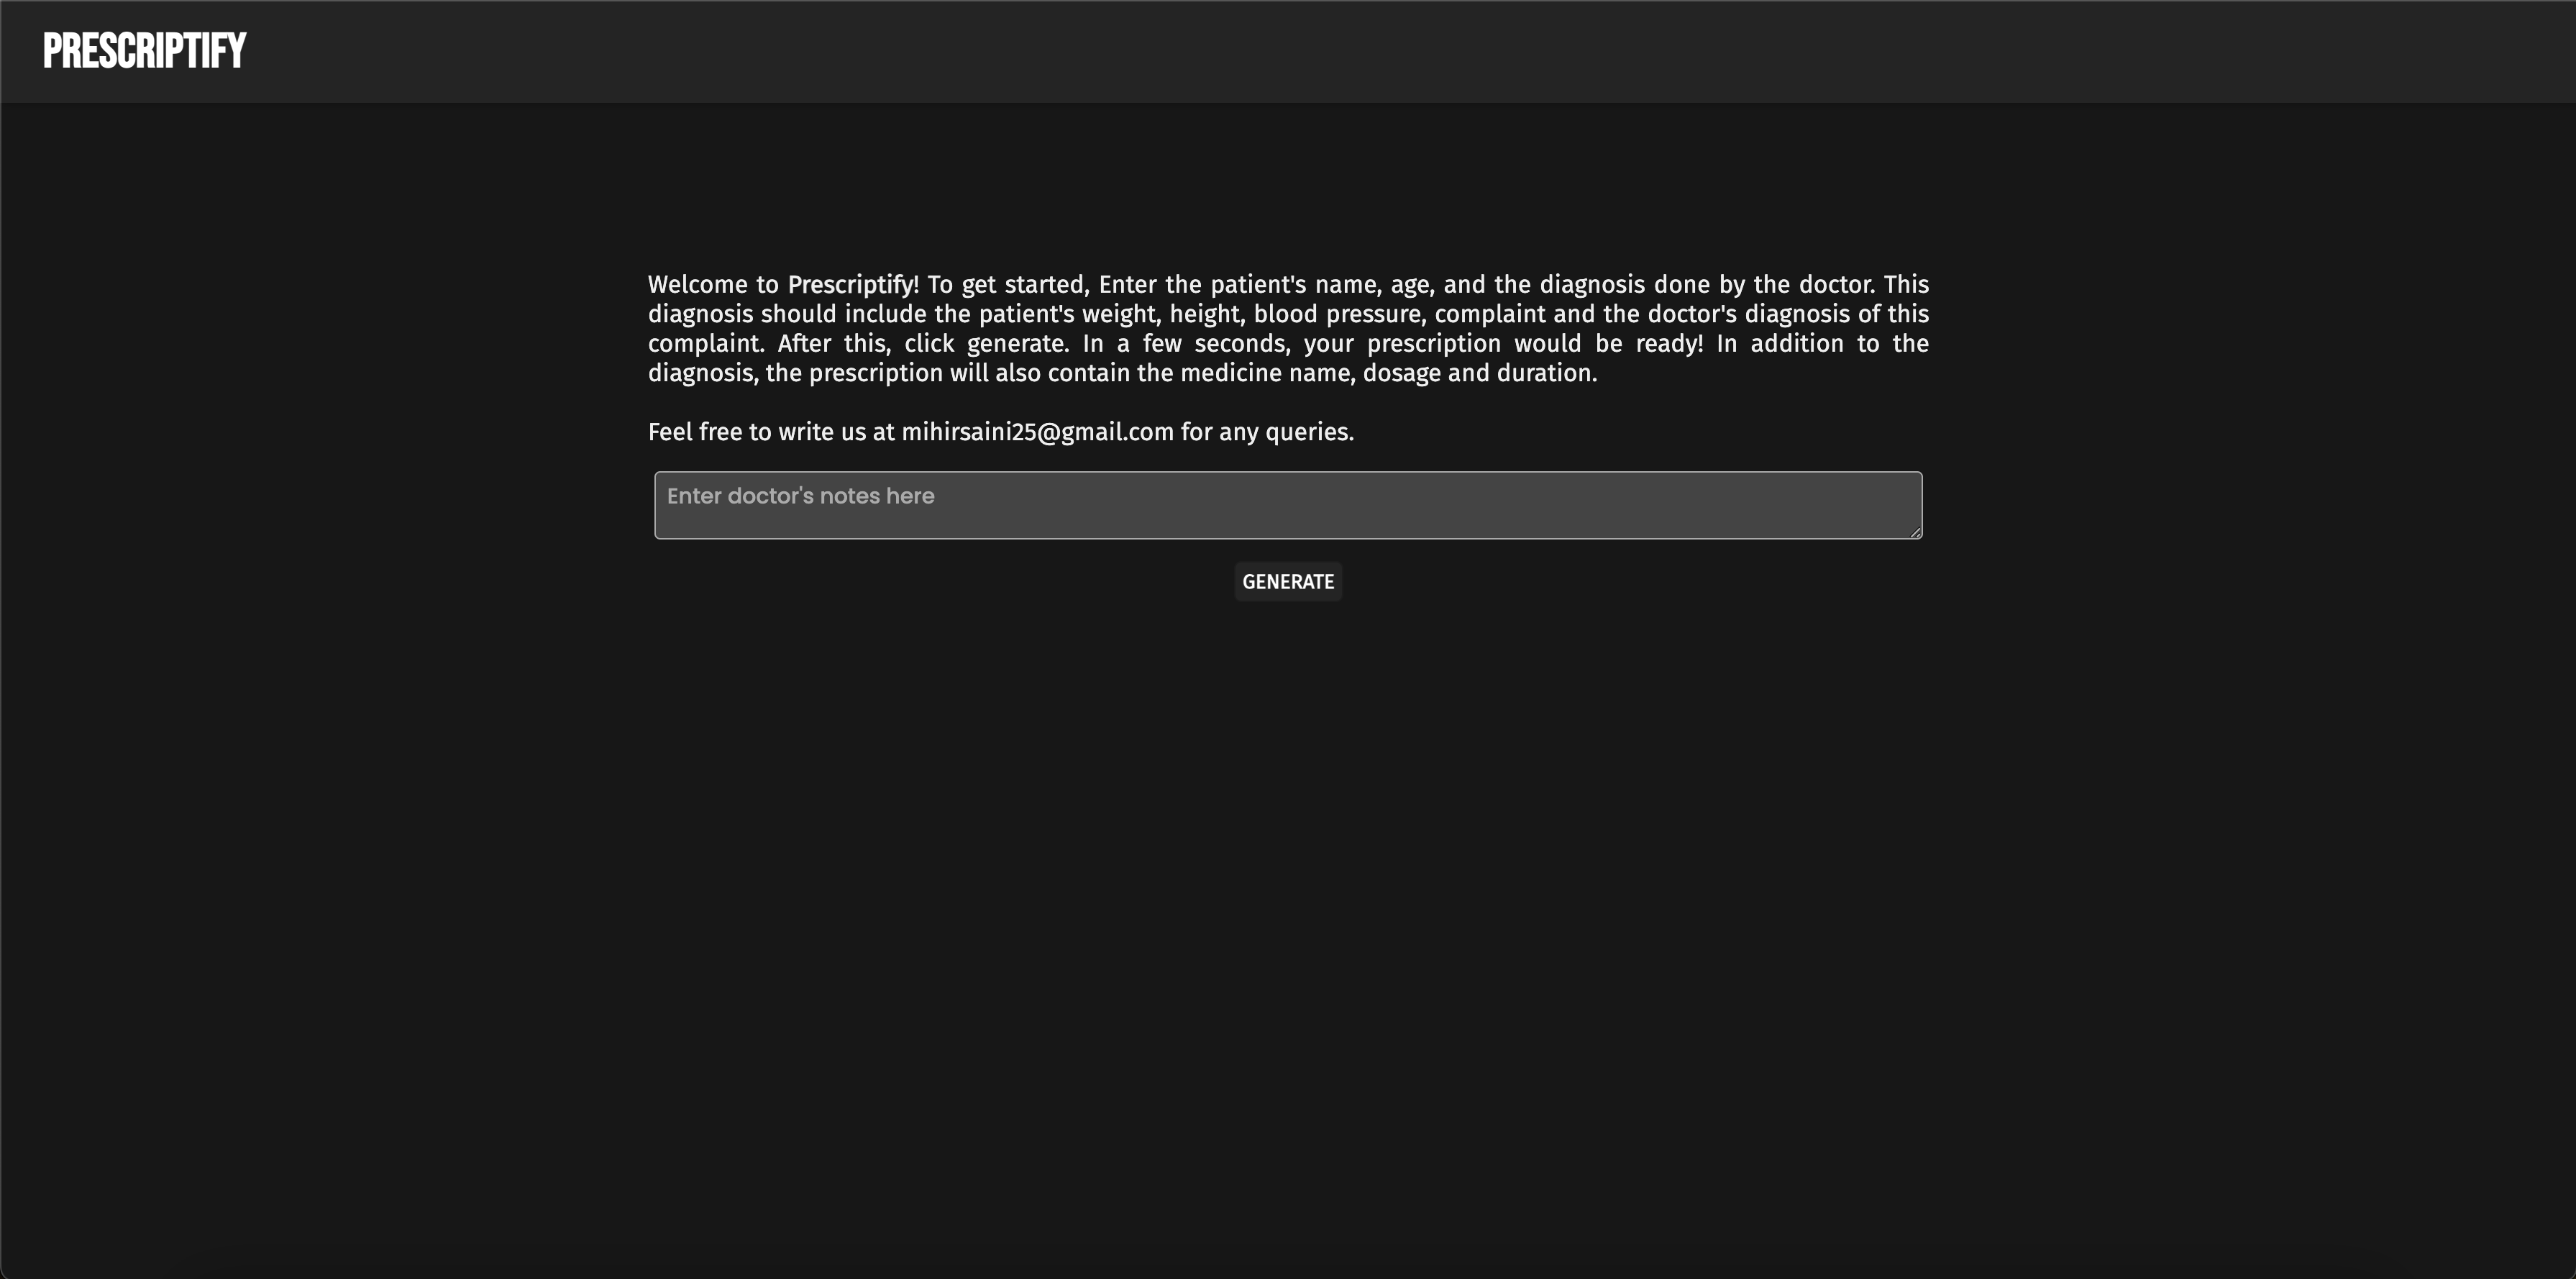 PRESCRIPTIFY
Welcome to Prescriptify! To get started, Enter the patient's name, age, and the diagnosis done by the doctor. This
diagnosis should include the patient's weight, height, blood pressure, complaint and the doctor's diagnosis of this
complaint. After this, click generate. In a few seconds, your prescription would be ready! In addition to the
diagnosis, the prescription will also contain the medicine name, dosage and duration.
Feel free to write us at mihirsaini25@gmail.com for any queries.
Enter doctor's notes here
GENERATE